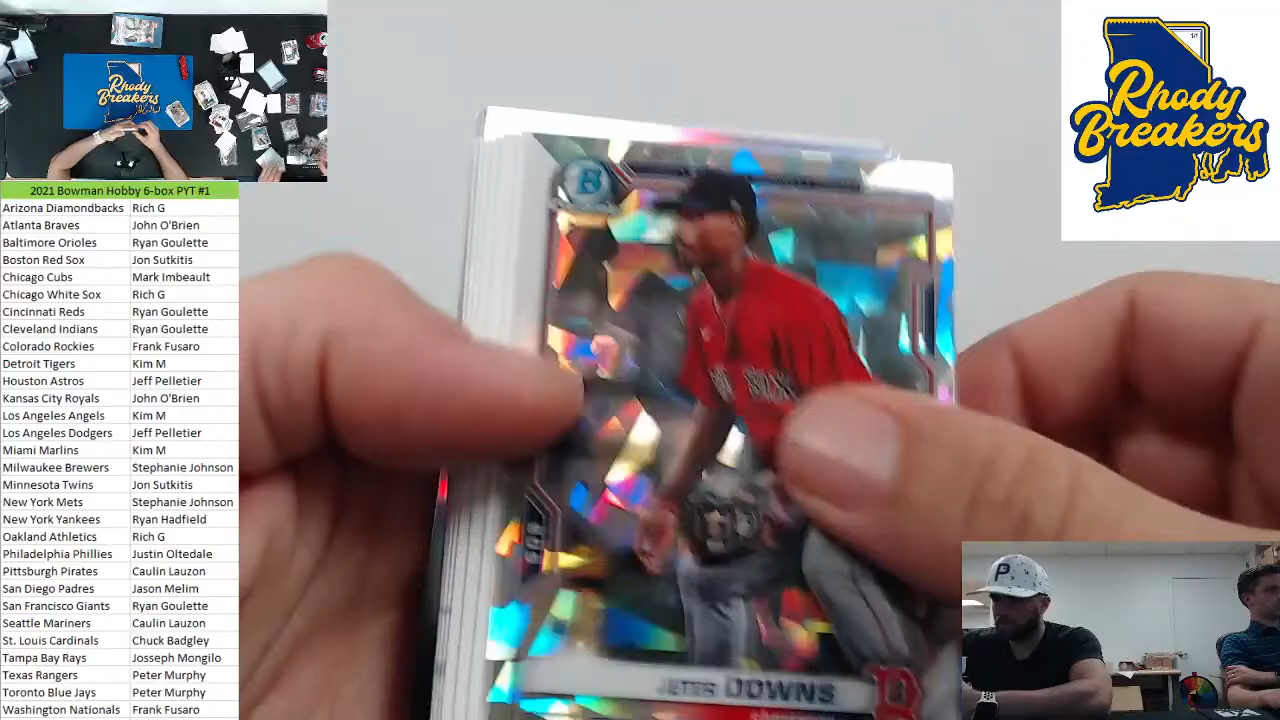 Rhody
Breakers
2021 Bowman Hobby 6-box PYT #1
Arizona Diamondbacks Rich G
Atlanta Braves John O'Brien
Baltimore Orioles Ryan Goulette
Boston Red Sox Jon Sutkitis
Chicago Cubs Mark Imbeault
Chicago White Sox Rich G
Cincinnati Reds Ryan Goulette
Cleveland Indians Ryan Goulette
Colorado Rockies Frank Fusaro
Detroit Tigers Kim M
Houston Astros Jeff Pelletier
Kansas City Royals John O'Brien
Los Angeles Angels Kim M
Los Angeles Dodgers Jeff Pelletier
Miami Marlins Kim M
Milwaukee Brewers Stephanie Johnson
Minnesota Twins Jon Sutkitis
New York Mets Stephanie Johnson
New York Yankees Ryan Hadfield
Oakland Athletics Rich G
Philadelphia Phillies Justin Oltedale
Pittsburgh Pirates Caulin Lauzon
San Diego Padres Jason Melim
San Francisco Giants Ryan Goulette
Seattle Mariners Caulin Lauzon
St. Louis Cardinals Chuck Badgley
Tampa Bay Rays Josseph Mongilo
Texas Rangers Peter Murphy
Toronto Blue Jays Peter Murphy
Washington Nationals Frank Fusaro
B
SOX
JETER DOWNS
B
1/1
Rhody
Breakers
P